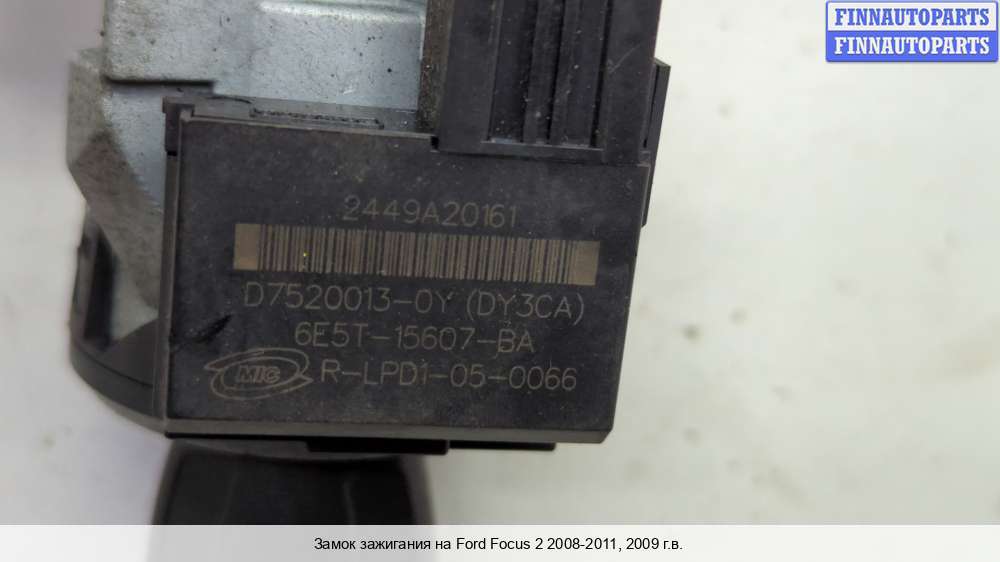 FINNAUTOPARTS
FINNAUTOPARTS
2449A20161
D7520013-0Y (DY3CA)
6E5T-15607-BA
MIC R-LPD1-05-0066
Замок зажигания на Ford Focus 2 2008-2011, 2009 г.в.